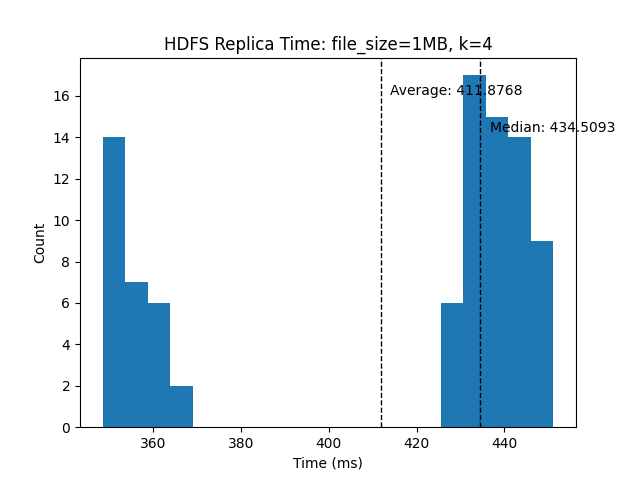 HDFS Replica Time: file_size=1MB, k=4
Average: 411.8768
Median: 434.5093
16
14
12
10
8
6
4
2
0
Count
360
380
400
420
440
Time (ms)